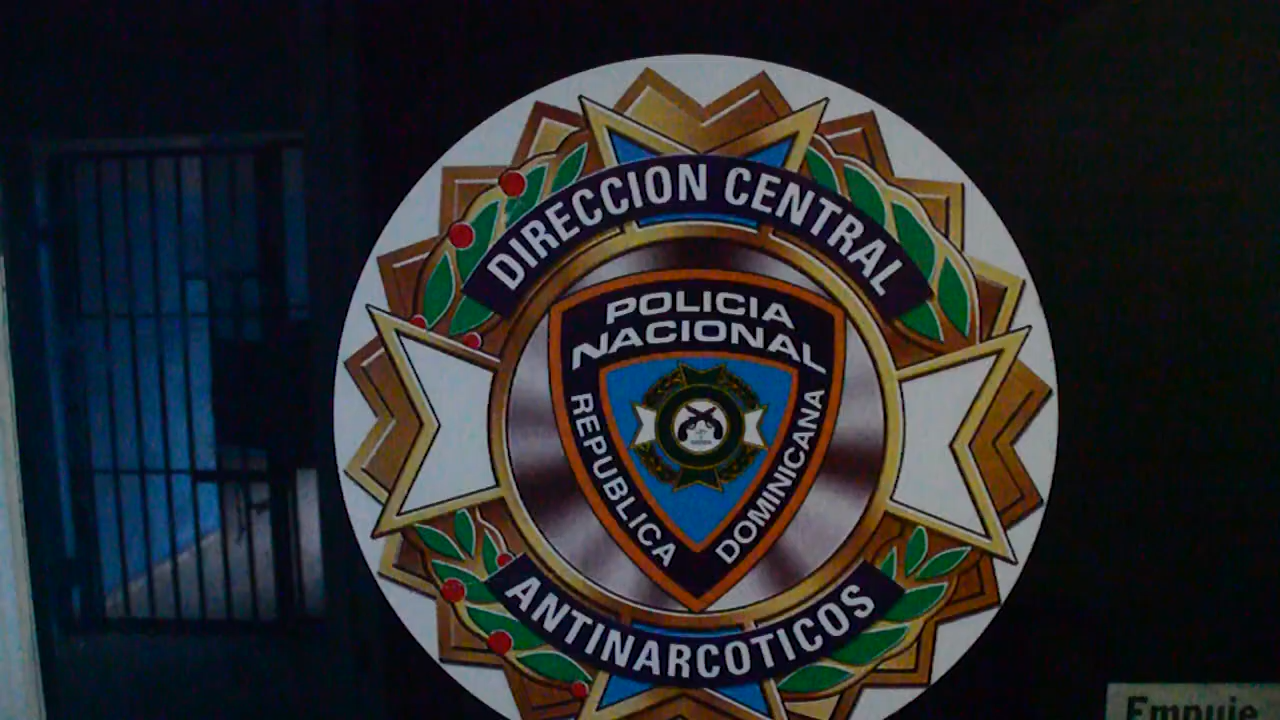 DIRECCION CENTRAL
POLICIA
NACIONAL
REPUBLICA
DOMINICANA
ANTINARCOTICOS
Empuje